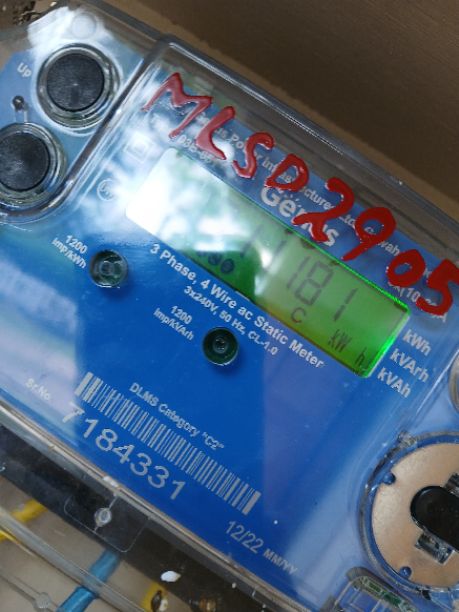 Up
MLSD2905
Genus
kWh
kVArh
kVAh
1200
imp/kWh
3 Phase, 4 Wire ac Static Meter
3x240V, 50 Hz, CL-1.0
1200
imp/kVArh
181
C
kW h
DLMS Category "C2"
Sr.No.
7184331
12/22 MM/YY